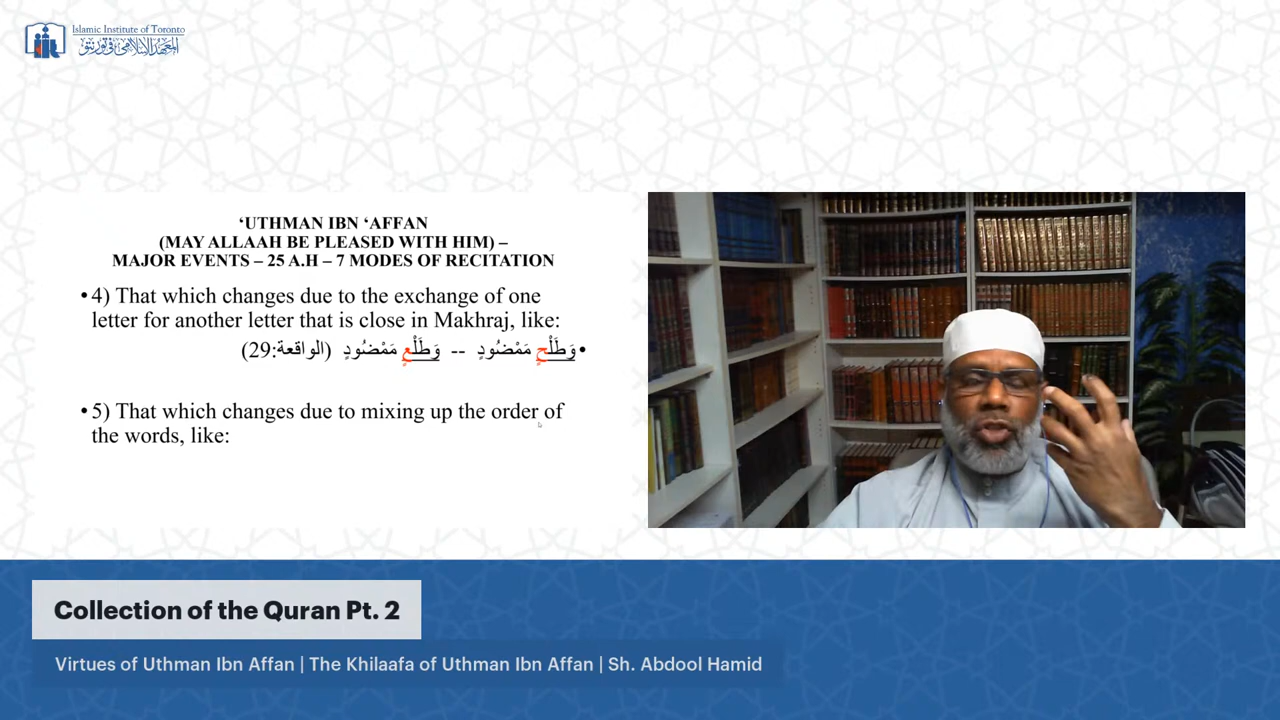 Islamic Institute of Toronto
المعهد الإسلامي في تورنتو
‘UTHMAN IBN ‘AFFAN
(MAY ALLAAH BE PLEASED WITH HIM) –
MAJOR EVENTS – 25 A.H – 7 MODES OF RECITATION
• 4) That which changes due to the exchange of one
letter for another letter that is close in Makhraj, like:
• وَطَلْحٍ مَمْضُودٍ -- وَطَلْعٍ مَمْضُودٍ (الواقعة:29)
• 5) That which changes due to mixing up the order of
the words, like:
Collection of the Quran Pt. 2
Virtues of Uthman Ibn Affan | The Khilaafa of Uthman Ibn Affan | Sh. Abdool Hamid